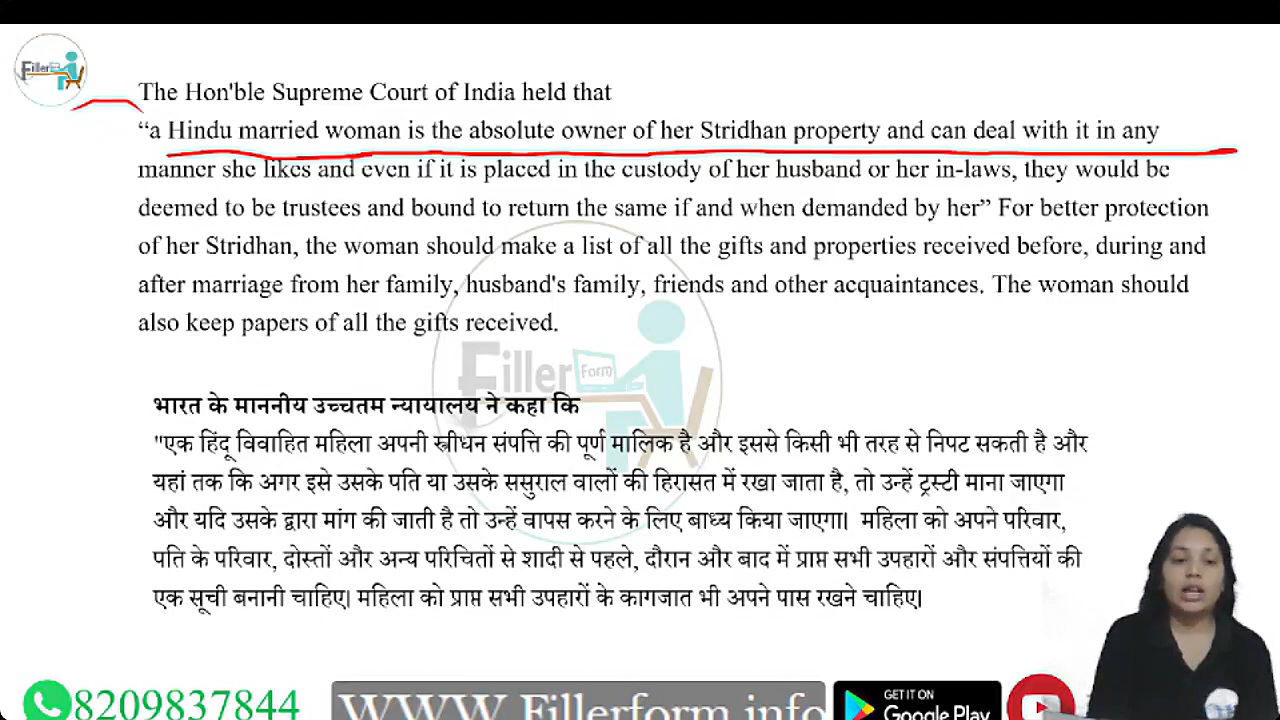 Filler
The Hon'ble Supreme Court of India held that
“a Hindu married woman is the absolute owner of her Stridhan property and can deal with it in any
manner she likes and even if it is placed in the custody of her husband or her in-laws, they would be
deemed to be trustees and bound to return the same if and when demanded by her” For better protection
of her Stridhan, the woman should make a list of all the gifts and properties received before, during and
after marriage from her family, husband's family, friends and other acquaintances. The woman should
also keep papers of all the gifts received.
Filler Form
भारत के माननीय उच्चतम न्यायालय ने कहा कि
"एक हिंदू विवाहित महिला अपनी स्त्रीधन संपत्ति की पूर्ण मालिक है और इससे किसी भी तरह से निपट सकती है और
यहां तक कि अगर इसे उसके पति या उसके ससुराल वालों की हिरासत में रखा जाता है, तो उन्हें ट्रस्टी माना जाएगा
और यदि उसके द्वारा मांग की जाती है तो उन्हें वापस करने के लिए बाध्य किया जाएगा। महिला को अपने परिवार,
पति के परिवार, दोस्तों और अन्य परिचितों से शादी से पहले, दौरान और बाद में प्राप्त सभी उपहारों और संपत्तियों की
एक सूची बनानी चाहिए। महिला को प्राप्त सभी उपहारों के कागजात भी अपने पास रखने चाहिए।
8209837844
WWW.Fillerform.info
GET IT ON
Google Play